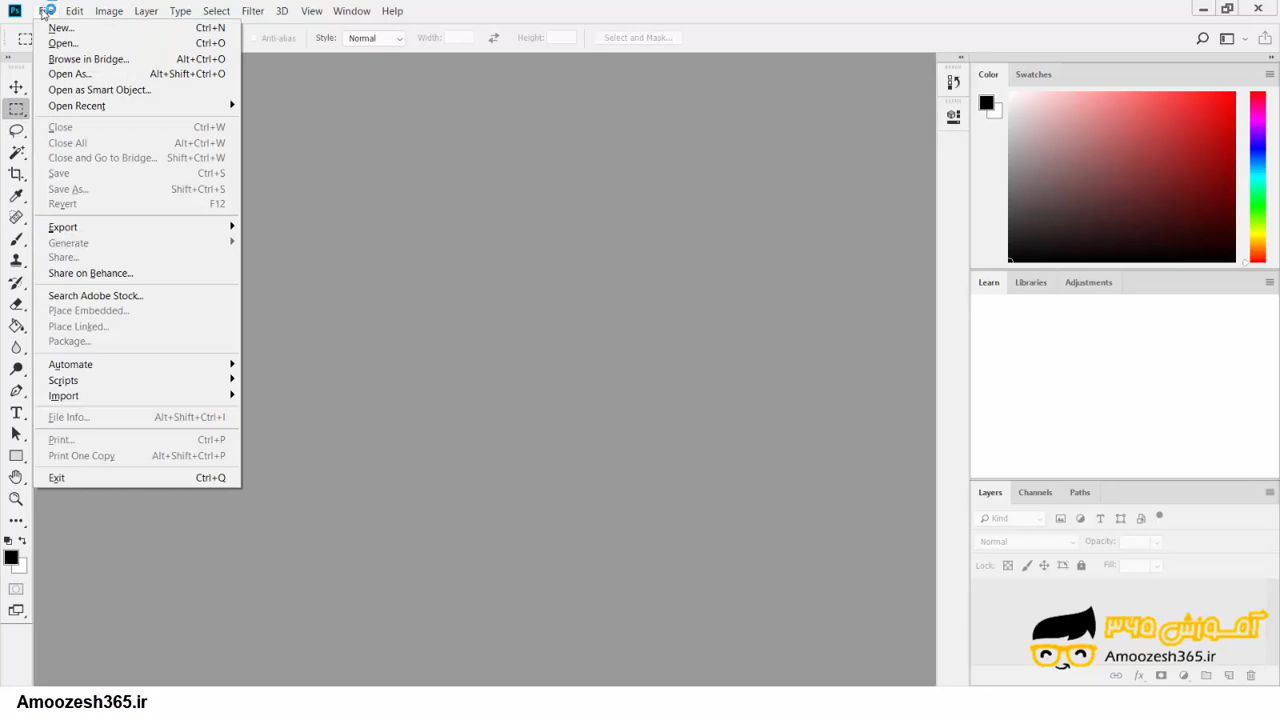 Ps Edit Image Layer Type Select Filter 3D View Window Help
Anti-alias Style: Normal Width: Height: Select and Mask...
New... Ctrl+N
Open... Ctrl+O
Browse in Bridge... Alt+Ctrl+O
Open As... Alt+Shift+Ctrl+O
Open as Smart Object...
Open Recent
Close Ctrl+W
Close All Alt+Ctrl+W
Close and Go to Bridge... Shift+Ctrl+W
Save Ctrl+S
Save As... Shift+Ctrl+S
Revert F12
Export
Generate
Share...
Share on Behance...
Search Adobe Stock...
Place Embedded...
Place Linked...
Package...
Automate
Scripts
Import
File Info... Alt+Shift+Ctrl+I
Print... Ctrl+P
Print One Copy Alt+Shift+Ctrl+P
Exit Ctrl+Q
Color Swatches
Learn Libraries Adjustments
Layers Channels Paths
Kind
Normal Opacity:
Lock: Fill:
آموزش ۳۶۵
Amoozesh365.ir
Amoozesh365.ir